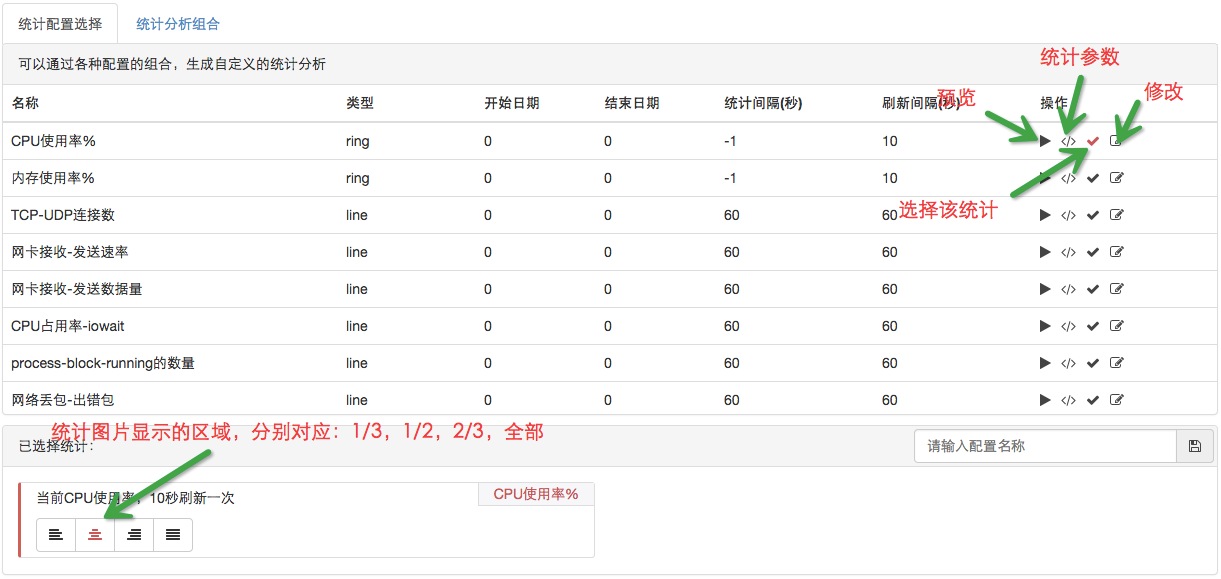 统计配置选择 统计分析组合
可以通过各种配置的组合，生成自定义的统计分析
统计参数
预览
修改
名称 类型 开始日期 结束日期 统计间隔(秒) 刷新间隔(秒) 操作
CPU使用率% ring 0 0 -1 10
内存使用率% ring 0 0 -1 10
TCP-UDP连接数 line 0 0 60 60
选择该统计
网卡接收-发送速率 line 0 0 60 60
网卡接收-发送数据量 line 0 0 60 60
CPU占用率-iowait line 0 0 60 60
process-block-running的数量 line 0 0 60 60
网络丢包-出错包 line 0 0 60 60
统计图片显示的区域，分别对应：1/3，1/2，2/3，全部
已选择统计： 请输入配置名称
当前CPU使用率，10秒刷新一次 CPU使用率%